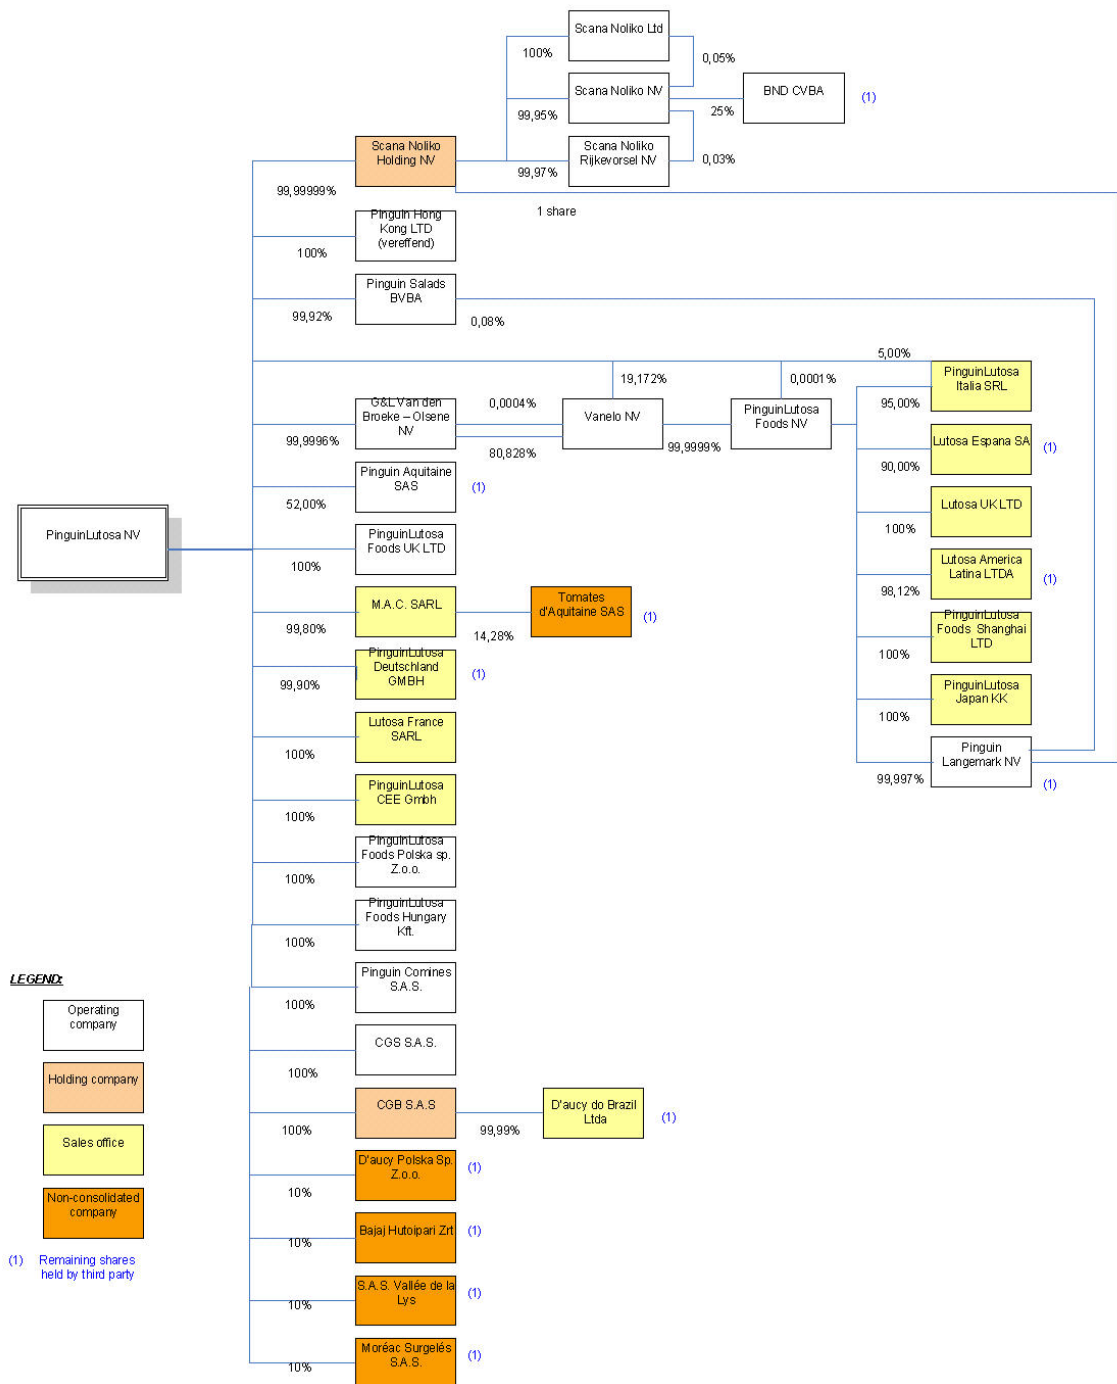 Scana Noliko Ltd
100%
0,05%
Scana Noliko NV
BND CVBA
(1)
99,95%
25%
Scana Noliko
Holding NV
Scana Noliko
Rijkevorsel NV
99,97%
0,03%
99,99999%
1 share
Pinguin Hong
Kong LTD
(vereffend)
100%
Pinguin Salads
BVBA
99,92%
0,08%
5,00%
PinguinLutosa
Italia SRL
19,172%
0,0001%
95,00%
G&L Van den
Broeke – Olsene
NV
0,0004%
Vanelo NV
PinguinLutosa
Foods NV
99,9996%
80,828%
99,9999%
Lutosa Espana SA
(1)
90,00%
Pinguin Aquitaine
SAS
(1)
52,00%
Lutosa UK LTD
100%
PinguinLutosa NV
PinguinLutosa
Foods UK LTD
100%
Lutosa America
Latina LTDA
(1)
98,12%
M.A.C. SARL
Tomates
d'Aquitaine SAS
(1)
99,80%
14,28%
PinguinLutosa
Foods Shanghai
LTD
100%
PinguinLutosa
Deutschland
GMBH
(1)
99,90%
PinguinLutosa
Japan KK
100%
Lutosa France
SARL
100%
Pinguin
Langemark NV
(1)
99,997%
PinguinLutosa
CEE Gmbh
100%
PinguinLutosa
Foods Polska sp.
Z.o.o.
100%
PinguinLutosa
Foods Hungary
Kft.
100%
Pinguin Comines
S.A.S.
100%
CGS S.A.S.
100%
CGB S.A.S
100%
99,99%
D'aucy do Brazil
Ltda
(1)
D'aucy Polska Sp.
Z.o.o.
(1)
10%
Bajaj Hutoipari Zrt
(1)
10%
S.A.S. Vallée de la
Lys
(1)
10%
Moréac Surgelés
S.A.S.
(1)
10%
LEGEND:
Operating
company
Holding company
Sales office
Non-consolidated
company
(1) Remaining shares
held by third party